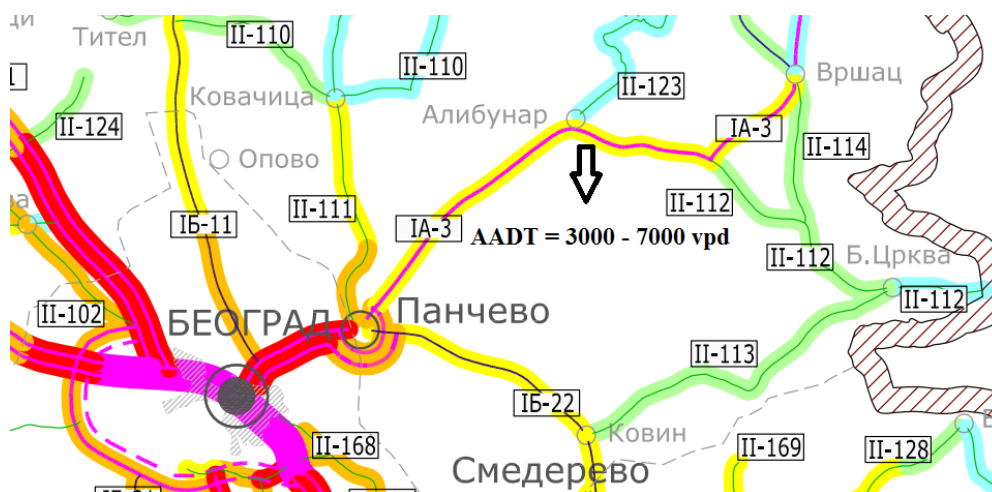 Тител
II-110
II-110
II-123
Вршац
Ковачица
Алибунар
II-124
Опово
IA-3
II-114
II-111
II-112
IБ-11
IA-3
AADT = 3000 - 7000 vpd
II-112
Б.Црква
II-102
БЕОГРАД
Панчево
II-112
II-113
IБ-22
II-168
Ковин
II-169
II-128
Смедерево